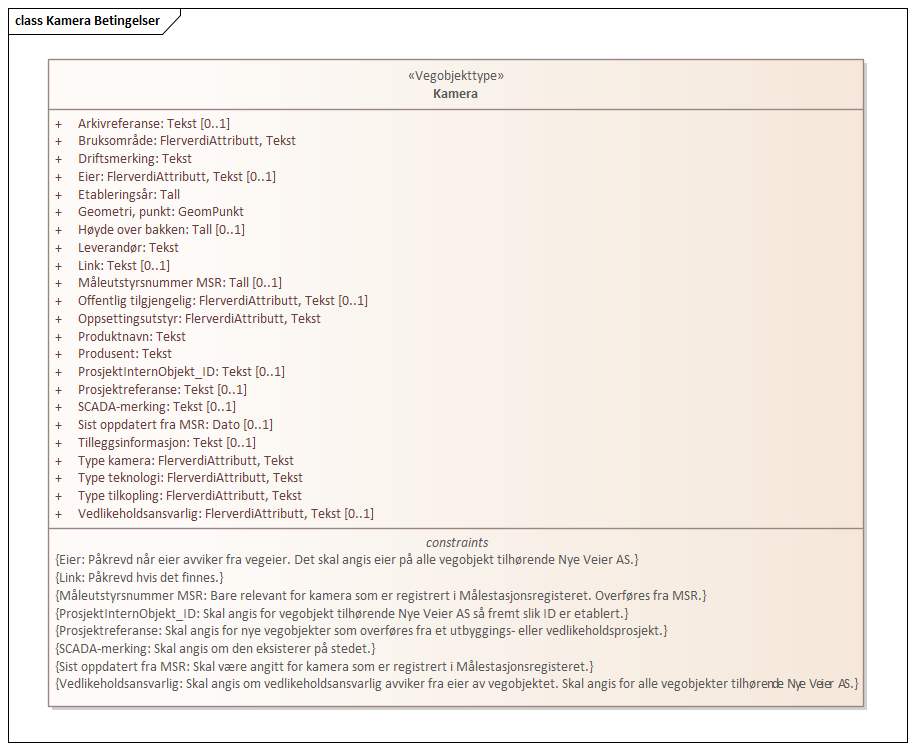 class Kamera Betingelser
«Vegobjekttype»
Kamera
+ Arkivreferanse: Tekst [0..1]
+ Bruksområde: FlerverdiAttributt, Tekst
+ Driftsmerking: Tekst
+ Eier: FlerverdiAttributt, Tekst [0..1]
+ Etableringsår: Tall
+ Geometri, punkt: GeomPunkt
+ Høyde over bakken: Tall [0..1]
+ Leverandør: Tekst
+ Link: Tekst [0..1]
+ Måleutstyrsnummer MSR: Tall [0..1]
+ Offentlig tilgjengelig: FlerverdiAttributt, Tekst [0..1]
+ Oppsettingsutstyr: FlerverdiAttributt, Tekst
+ Produktnavn: Tekst
+ Produsent: Tekst
+ ProsjektInternObjekt_ID: Tekst [0..1]
+ Prosjektreferanse: Tekst [0..1]
+ SCADA-merking: Tekst [0..1]
+ Sist oppdatert fra MSR: Dato [0..1]
+ Tilleggsinformasjon: Tekst [0..1]
+ Type kamera: FlerverdiAttributt, Tekst
+ Type teknologi: FlerverdiAttributt, Tekst
+ Type tilkopling: FlerverdiAttributt, Tekst
+ Vedlikeholdsansvarlig: FlerverdiAttributt, Tekst [0..1]
constraints
{Eier: Påkrevd når eier avviker fra vegeier. Det skal angis eier på alle vegobjekt tilhørende Nye Veier AS.}
{Link: Påkrevd hvis det finnes.}
{Måleutstyrsnummer MSR: Bare relevant for kamera som er registrert i Målestasjonsregisteret. Overføres fra MSR.}
{ProsjektInternObjekt_ID: Skal angis for vegobjekt tilhørende Nye Veier AS så fremt slik ID er etablert.}
{Prosjektreferanse: Skal angis for nye vegobjekter som overføres fra et utbyggings- eller vedlikeholdsprosjekt.}
{SCADA-merking: Skal angis om den eksisterer på stedet.}
{Sist oppdatert fra MSR: Skal være angitt for kamera som er registrert i Målestasjonsregisteret.}
{Vedlikeholdsansvarlig: Skal angis om vedlikeholdsansvarlig avviker fra eier av vegobjektet. Skal angis for alle vegobjekter tilhørende Nye Veier AS.}